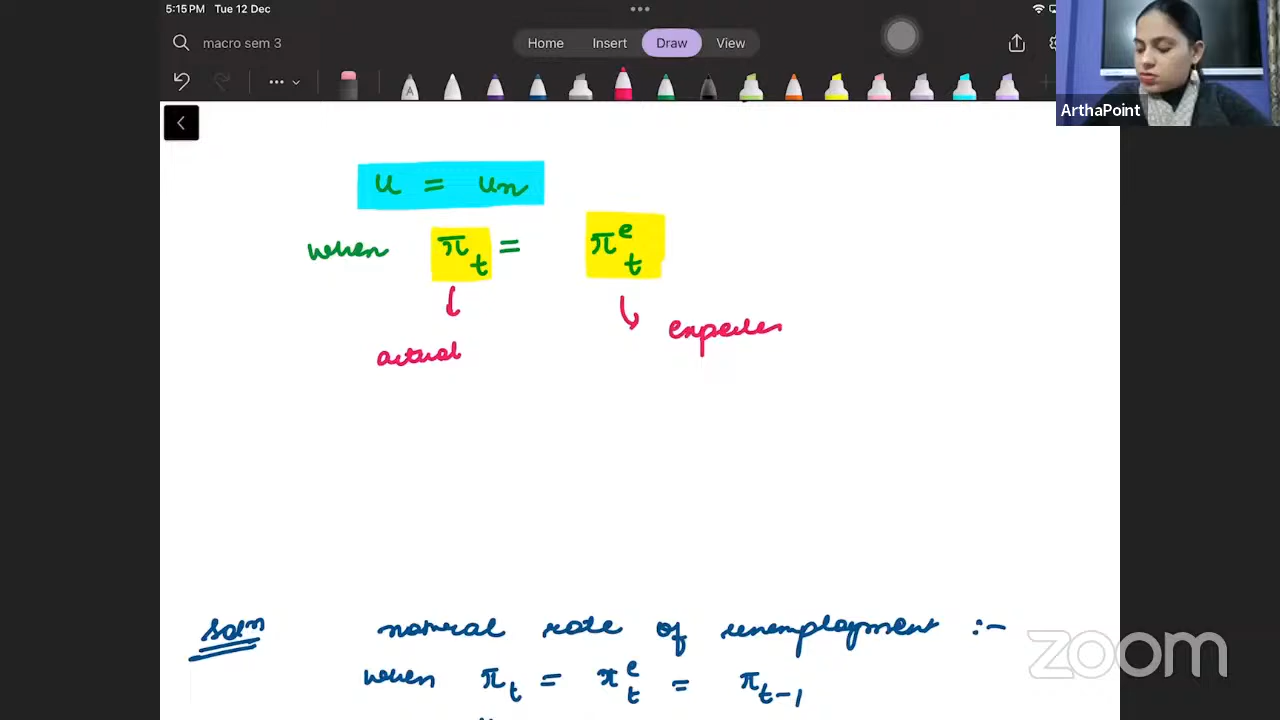 5:15 PM Tue 12 Dec
macro sem 3
Home Insert Draw View
A
ArthaPoint
u = un
when πt = πᵉt
actual
Soln natural rate of unemployment :-
when πt = πᵉt = πt-1
zoom